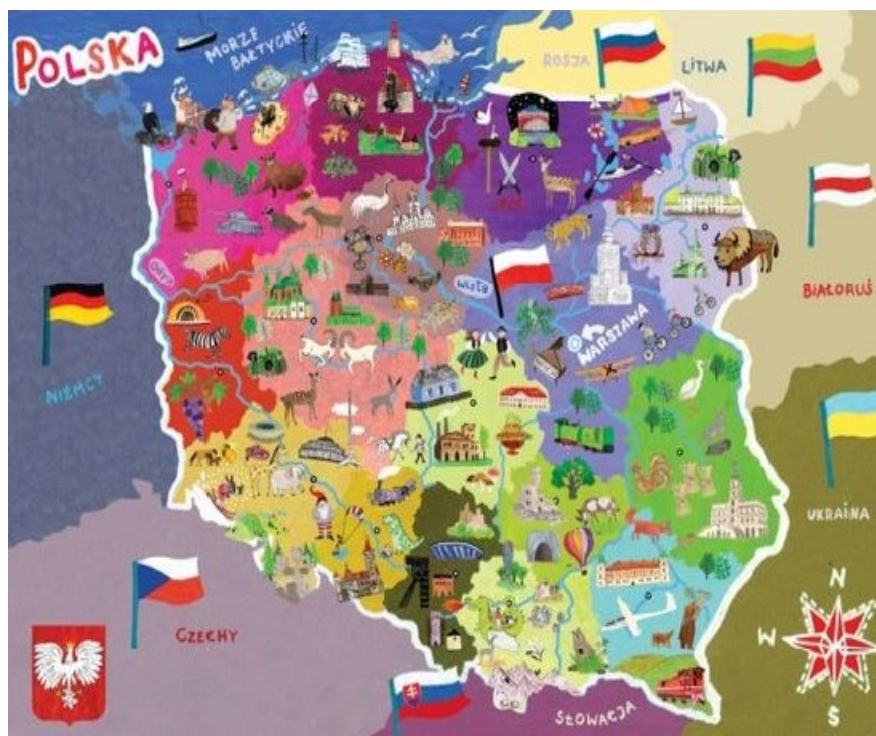 POLSKA
MORZE
BAŁTYCKIE
ROSJA
LITWA
BIAŁORUŚ
NIEMCY
Odra
Wisła
WARSZAWA
UKRAINA
CZECHY
SŁOWACJA
N
W
E
S